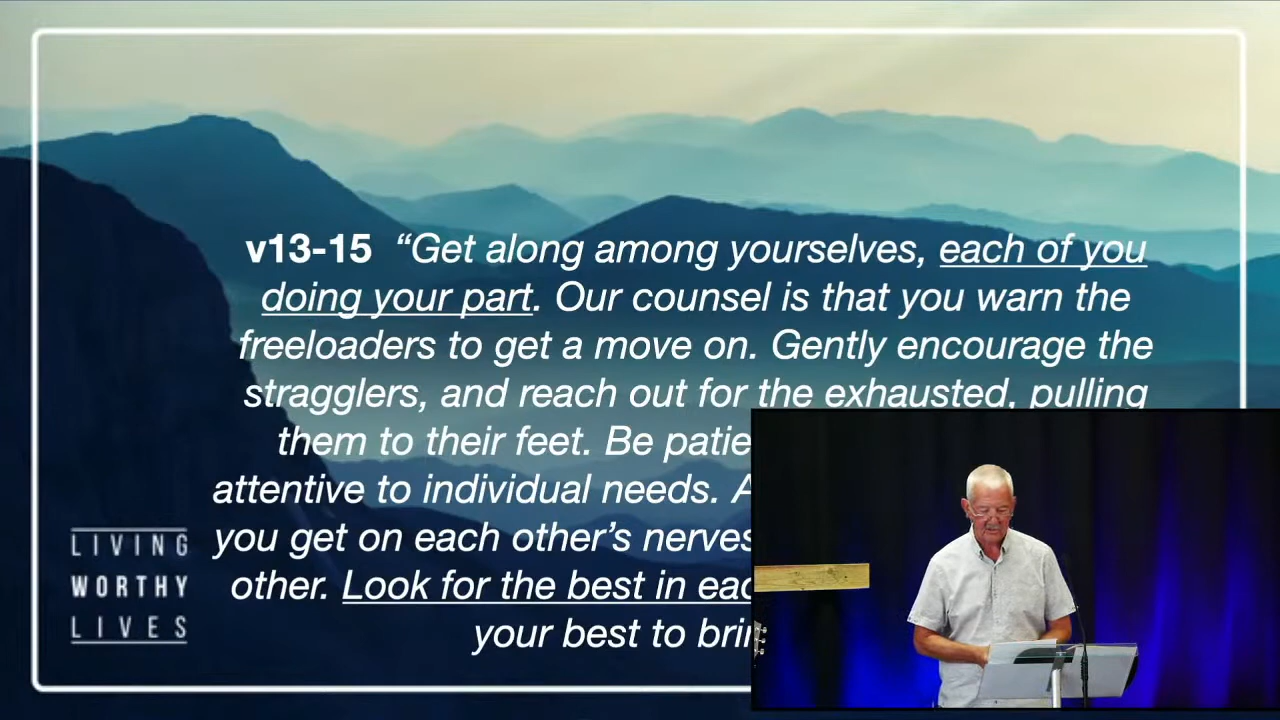 v13-15 “Get along among yourselves, each of you
doing your part. Our counsel is that you warn the
freeloaders to get a move on. Gently encourage the
stragglers, and reach out for the exhausted, pulling
them to their feet. Be
attentive to individual needs.
you get on each other’s nerves
other. Look for the best in
your best to
LIVING
WORTHY
LIVES